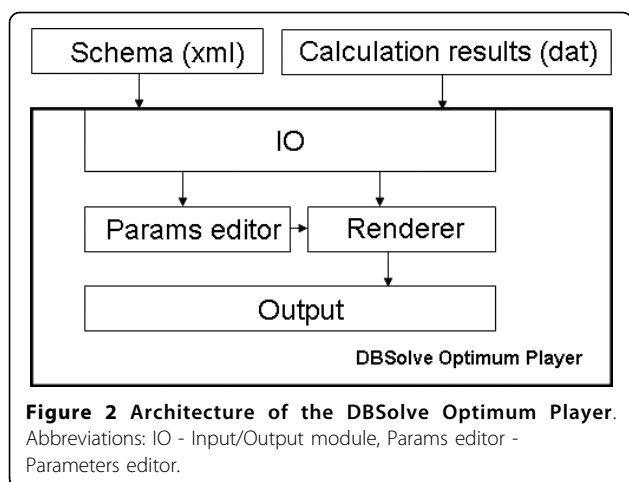 Schema (xml)
Calculation results (dat)
IO
Params editor
Renderer
Output
DBSolve Optimum Player
Figure 2 Architecture of the DBSolve Optimum Player.
Abbreviations: IO - Input/Output module, Params editor -
Parameters editor.